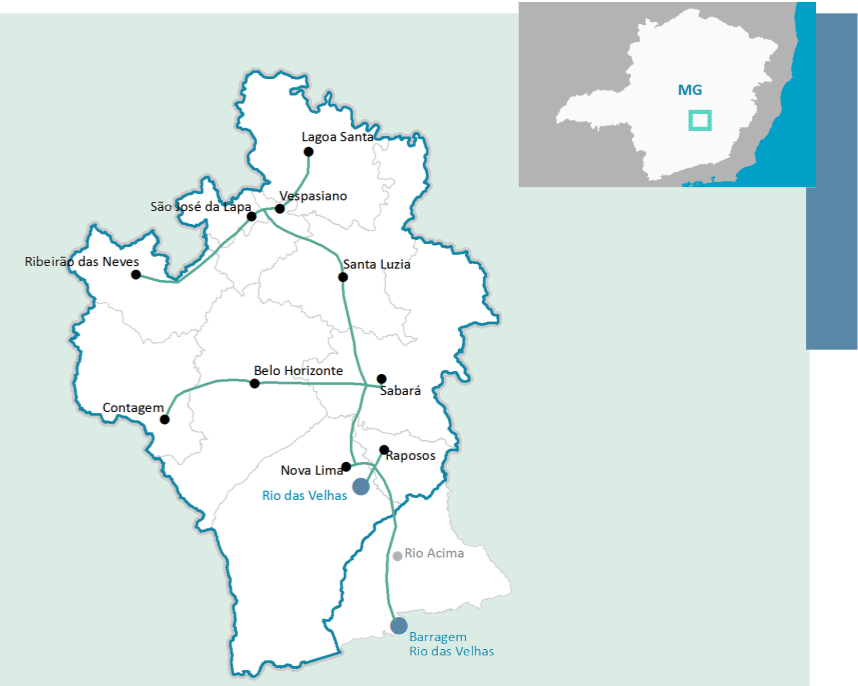 MG
Lagoa Santa
Vespasiano
São José da Lapa
Ribeirão das Neves
Santa Luzia
Belo Horizonte
Sabará
Contagem
Raposos
Nova Lima
Rio das Velhas
Rio Acima
Barragem
Rio das Velhas